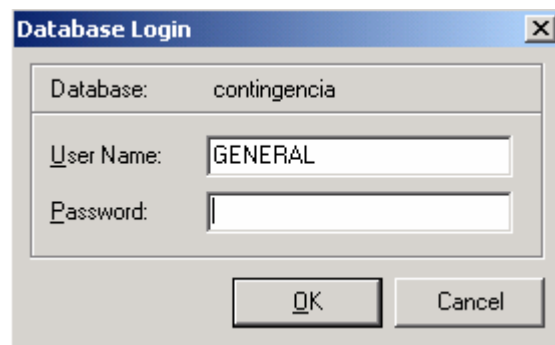 Database Login
Database: contingencia
User Name: GENERAL
Password:
OK Cancel